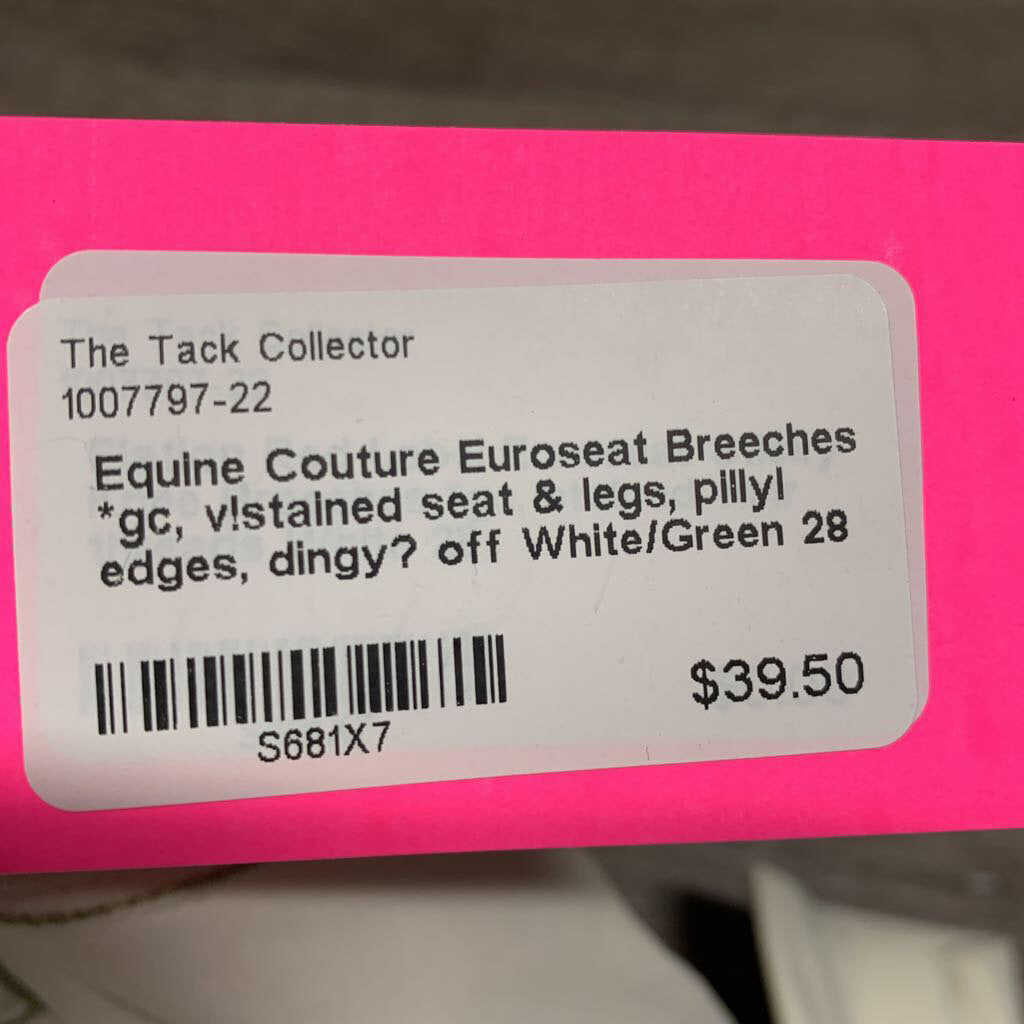 The Tack Collector
1007797-22
Equine Couture Euroseat Breeches
*gc, v!stained seat & legs, pillyl
edges, dingy? off White/Green 28
$39.50
S681X7